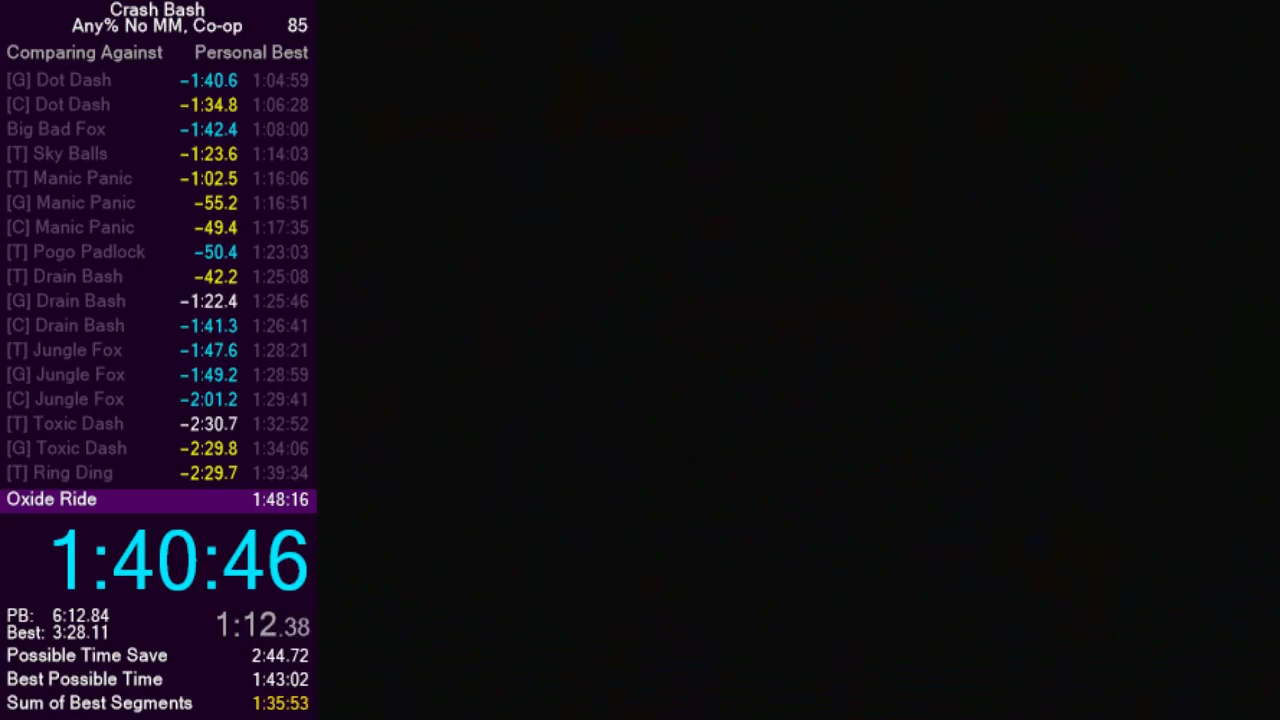 Crash Bash
Any% No MM, Co-op 85
Comparing Against Personal Best
[G] Dot Dash −1:40.6 1:04:59
[C] Dot Dash −1:34.8 1:06:28
Big Bad Fox −1:42.4 1:08:00
[T] Sky Balls −1:23.6 1:14:03
[T] Manic Panic −1:02.5 1:16:06
[G] Manic Panic −55.2 1:16:51
[C] Manic Panic −49.4 1:17:35
[T] Pogo Padlock −50.4 1:23:03
[T] Drain Bash −42.2 1:25:08
[G] Drain Bash −1:22.4 1:25:46
[C] Drain Bash −1:41.3 1:26:41
[T] Jungle Fox −1:47.6 1:28:21
[G] Jungle Fox −1:49.2 1:28:59
[C] Jungle Fox −2:01.2 1:29:41
[T] Toxic Dash −2:30.7 1:32:52
[G] Toxic Dash −2:29.8 1:34:06
[T] Ring Ding −2:29.7 1:39:34
Oxide Ride 1:48:16
1:40:46
PB: 6:12.84
Best: 3:28.11
1:12.38
Possible Time Save 2:44.72
Best Possible Time 1:43:02
Sum of Best Segments 1:35:53